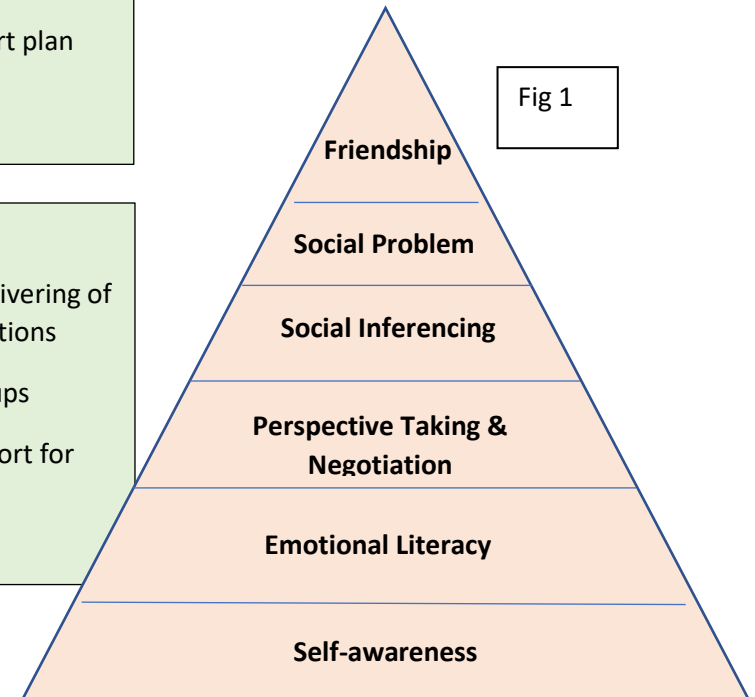 rt plan
ivering of
tions
ups
ort for
Fig 1
Friendship
Social Problem
Social Inferencing
Perspective Taking &
Negotiation
Emotional Literacy
Self-awareness